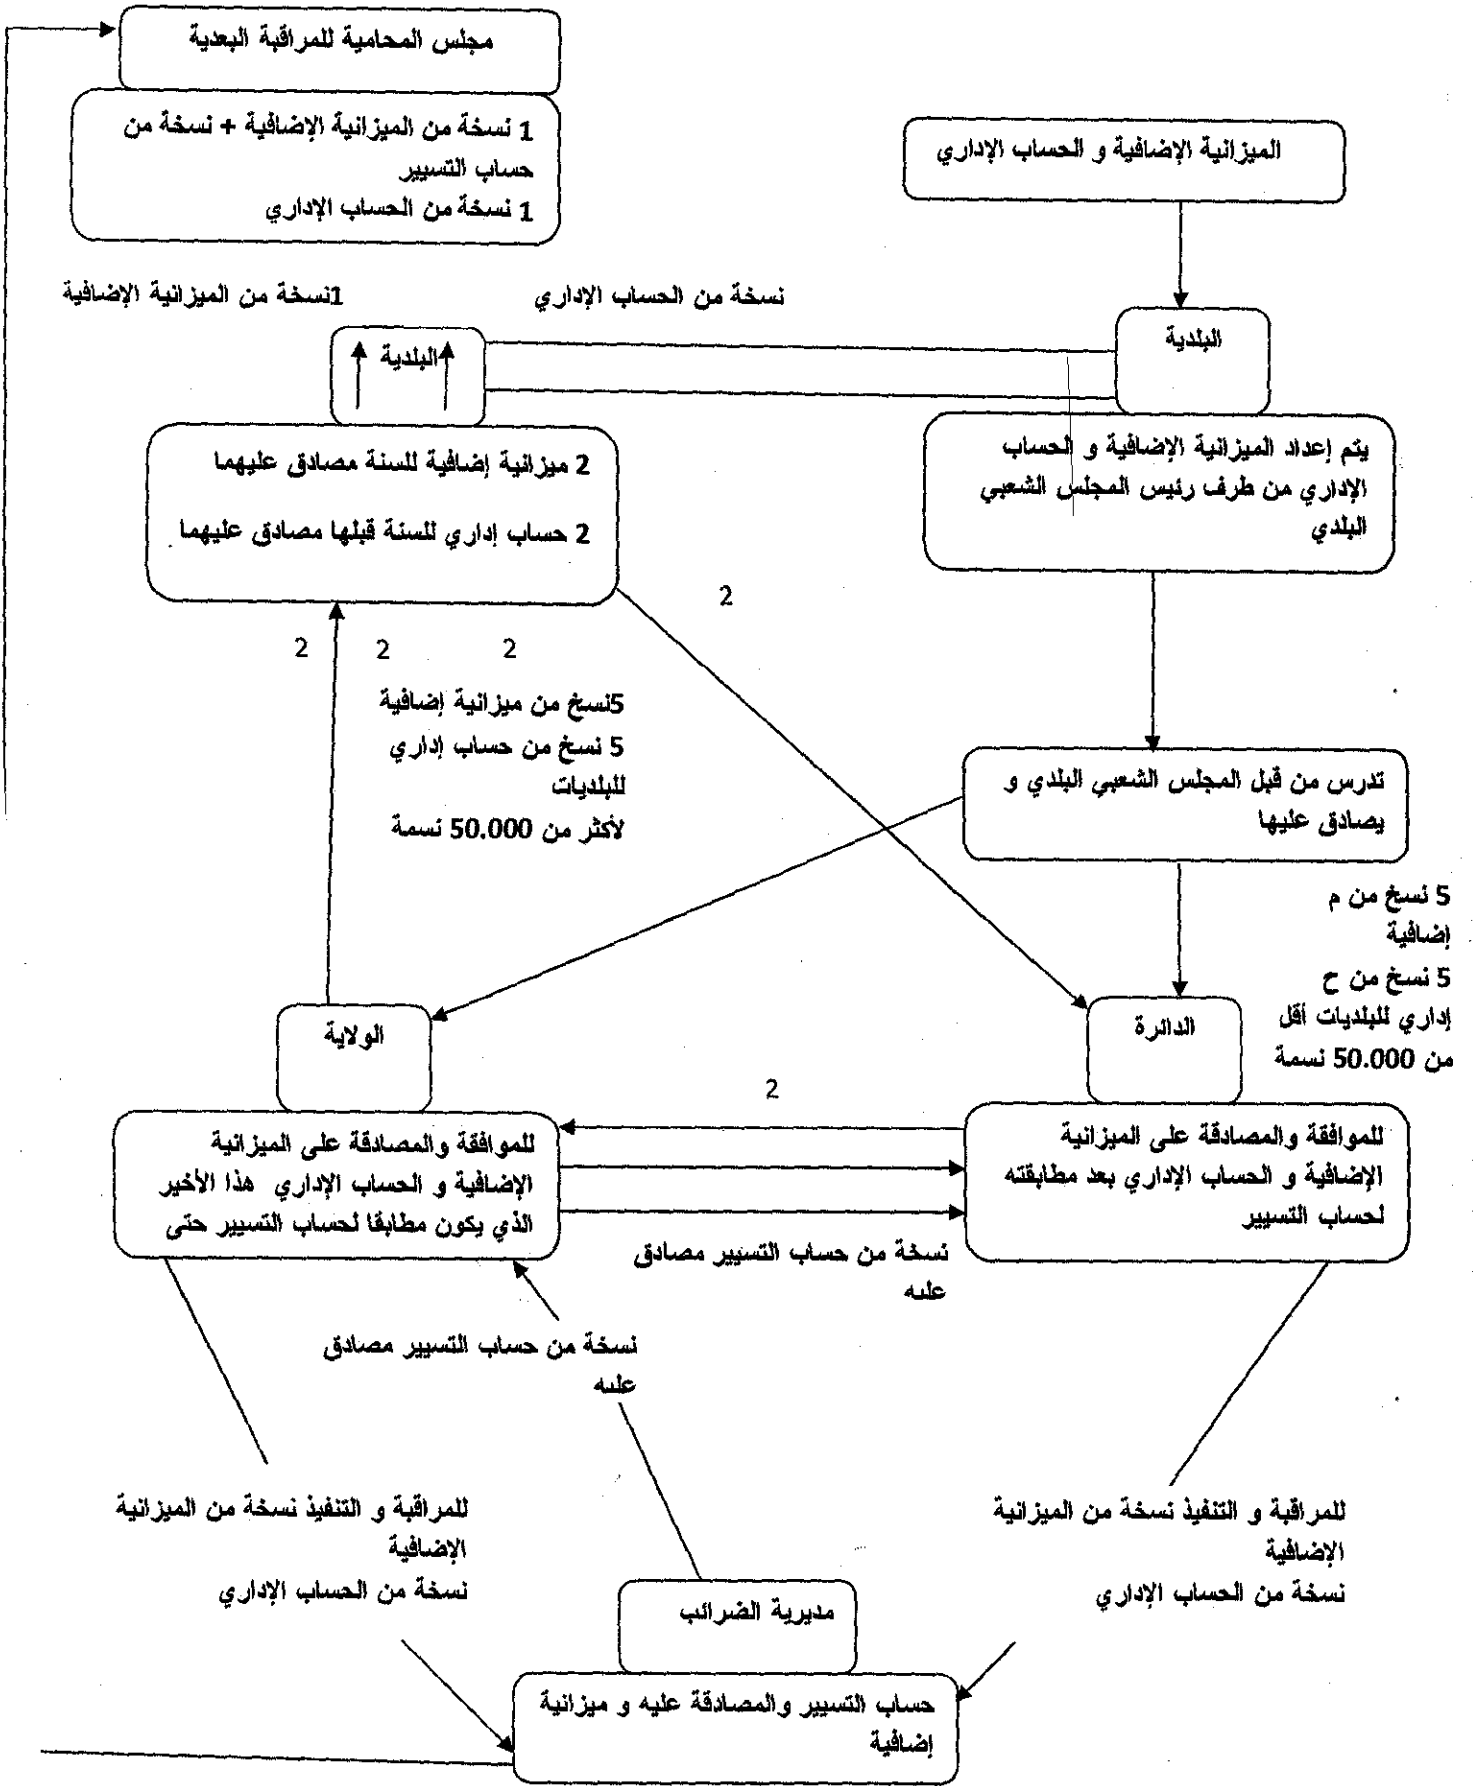 مجلس المحامية للمراقبة البعدية
1 نسخة من الميزانية الإضافية + نسخة من
حساب التسيير
1 نسخة من الحساب الإداري
الميزانية الإضافية و الحساب الإداري
1نسخة من الميزانية الإضافية
نسخة من الحساب الإداري
البلدية
البلدية
يتم إعداد الميزانية الإضافية و الحساب
الإداري من طرف رئيس المجلس الشعبي
البلدي
2 ميزانية إضافية للسنة مصادق عليهما
2 حساب إداري للسنة قبلها مصادق عليهما
2
2 2 2
5نسخ من ميزانية إضافية
5 نسخ من حساب إداري
للبلديات
لأكثر من 50.000 نسمة
تدرس من قبل المجلس الشعبي البلدي و
يصادق عليها
5 نسخ من م
إضافية
5 نسخ من ح
إداري للبلديات أقل
من 50.000 نسمة
الدائرة
الولاية
2
للموافقة والمصادقة على الميزانية
الإضافية و الحساب الإداري بعد مطابقته
لحساب التسيير
للموافقة والمصادقة على الميزانية
الإضافية و الحساب الإداري هذا الأخير
الذي يكون مطابقا لحساب التسيير حتى
نسخة من حساب التسيير مصادق
عليه
نسخة من حساب التسيير مصادق
عليه
للمراقبة و التنفيذ نسخة من الميزانية
الإضافية
نسخة من الحساب الإداري
للمراقبة و التنفيذ نسخة من الميزانية
الإضافية
نسخة من الحساب الإداري
مديرية الضرائب
حساب التسيير والمصادقة عليه و ميزانية
إضافية